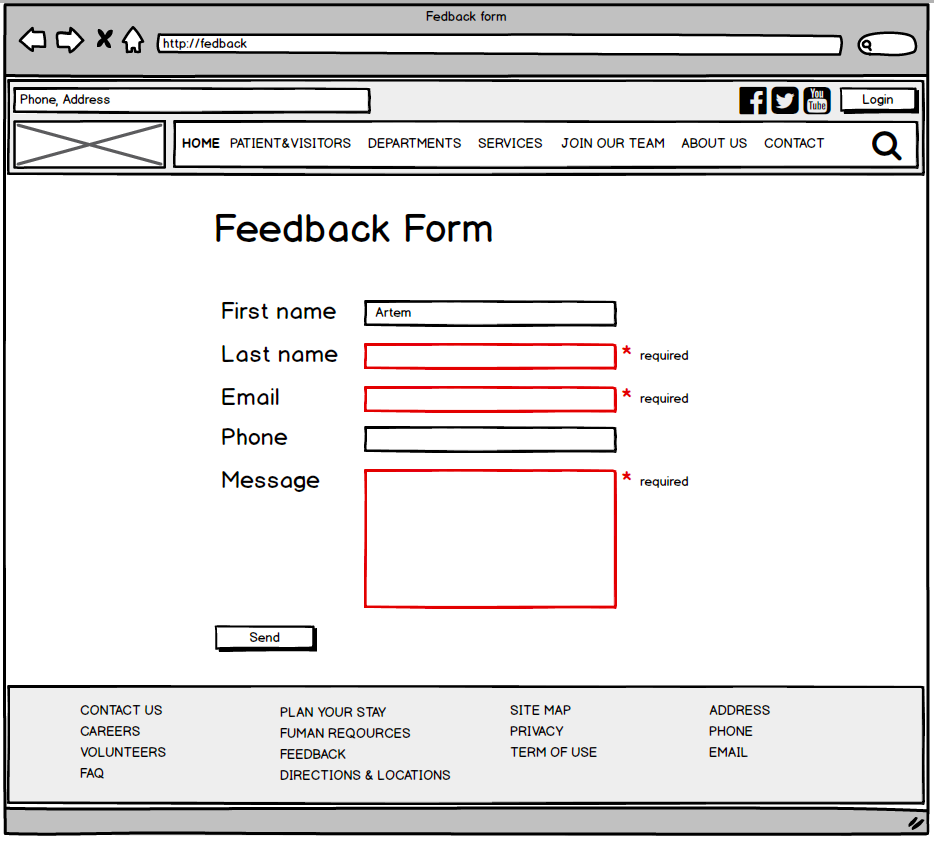 Fedback form
http://fedback
Phone, Address
You
Tube
Login
HOME PATIENT&VISITORS DEPARTMENTS SERVICES JOIN OUR TEAM ABOUT US CONTACT
Feedback Form
First name Artem
Last name * required
Email * required
Phone
Message * required
Send
CONTACT US
CAREERS
VOLUNTEERS
FAQ
PLAN YOUR STAY
FUMAN REQOURCES
FEEDBACK
DIRECTIONS & LOCATIONS
SITE MAP
PRIVACY
TERM OF USE
ADDRESS
PHONE
EMAIL